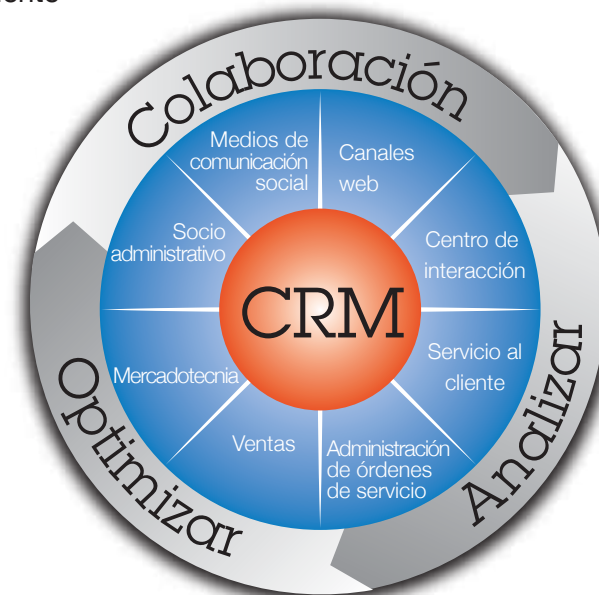 Colaboración
Medios de
comunicación
social
Canales
web
Socio
administrativo
Centro de
interacción
CRM
Mercadotecnia
Servicio al
cliente
Ventas
Administración
de órdenes
de servicio
Optimizar
Analizar